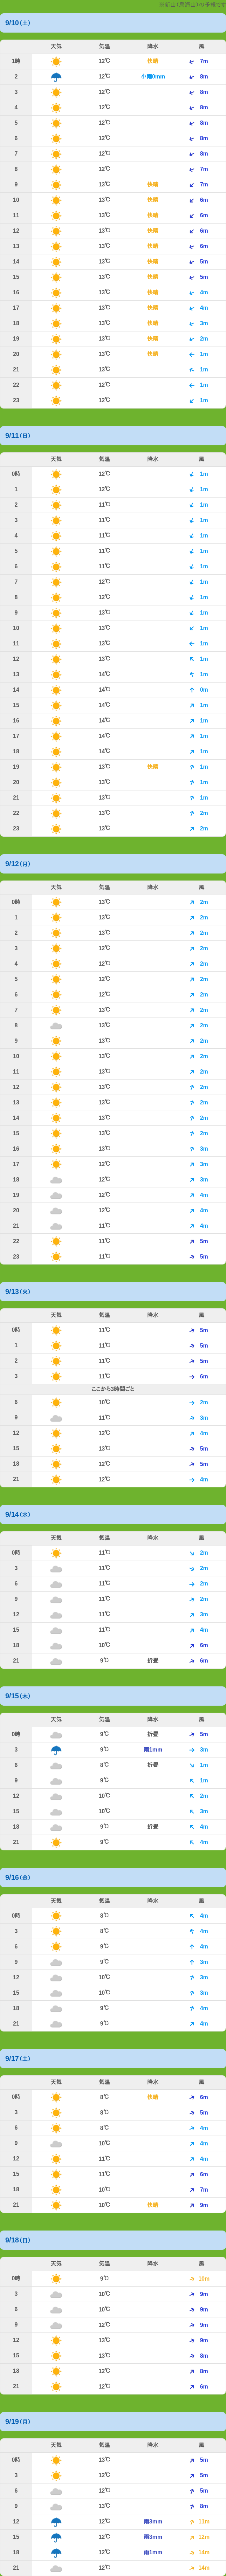 ※新山(鳥海山)の予報です
9/10(土)
天気 気温 降水 風
1時 12℃ 快晴 7m
2 12℃ 小雨0mm 8m
3 12℃ 8m
4 12℃ 8m
5 12℃ 8m
6 12℃ 8m
7 12℃ 8m
8 12℃ 7m
9 13℃ 快晴 7m
10 13℃ 快晴 6m
11 13℃ 快晴 6m
12 13℃ 快晴 6m
13 13℃ 快晴 6m
14 13℃ 快晴 5m
15 13℃ 快晴 5m
16 13℃ 快晴 4m
17 13℃ 快晴 4m
18 13℃ 快晴 3m
19 13℃ 快晴 2m
20 13℃ 快晴 1m
21 13℃ 1m
22 12℃ 1m
23 12℃ 1m
9/11(日)
天気 気温 降水 風
0時 12℃ 1m
1 12℃ 1m
2 11℃ 1m
3 11℃ 1m
4 11℃ 1m
5 11℃ 1m
6 11℃ 1m
7 12℃ 1m
8 12℃ 1m
9 13℃ 1m
10 13℃ 1m
11 13℃ 1m
12 13℃ 1m
13 14℃ 1m
14 14℃ 0m
15 14℃ 1m
16 14℃ 1m
17 14℃ 1m
18 14℃ 1m
19 13℃ 快晴 1m
20 13℃ 1m
21 13℃ 1m
22 13℃ 2m
23 13℃ 2m
9/12(月)
天気 気温 降水 風
0時 13℃ 2m
1 13℃ 2m
2 13℃ 2m
3 12℃ 2m
4 12℃ 2m
5 12℃ 2m
6 12℃ 2m
7 13℃ 2m
8 13℃ 2m
9 13℃ 2m
10 13℃ 2m
11 13℃ 2m
12 13℃ 2m
13 13℃ 2m
14 13℃ 2m
15 13℃ 2m
16 13℃ 3m
17 12℃ 3m
18 12℃ 3m
19 12℃ 4m
20 12℃ 4m
21 11℃ 4m
22 11℃ 5m
23 11℃ 5m
9/13(火)
天気 気温 降水 風
0時 11℃ 5m
1 11℃ 5m
2 11℃ 5m
3 11℃ 6m
ここから3時間ごと
6 10℃ 2m
9 11℃ 3m
12 12℃ 4m
15 13℃ 5m
18 12℃ 5m
21 12℃ 4m
9/14(水)
天気 気温 降水 風
0時 11℃ 2m
3 11℃ 2m
6 11℃ 2m
9 11℃ 2m
12 11℃ 3m
15 11℃ 4m
18 10℃ 6m
21 9℃ 折曇 6m
9/15(木)
天気 気温 降水 風
0時 9℃ 折曇 5m
3 9℃ 雨1mm 3m
6 8℃ 折曇 1m
9 9℃ 1m
12 10℃ 2m
15 10℃ 3m
18 9℃ 折曇 4m
21 9℃ 4m
9/16(金)
天気 気温 降水 風
0時 8℃ 4m
3 8℃ 4m
6 9℃ 4m
9 9℃ 3m
12 10℃ 3m
15 10℃ 3m
18 9℃ 4m
21 9℃ 4m
9/17(土)
天気 気温 降水 風
0時 8℃ 快晴 6m
3 8℃ 5m
6 8℃ 4m
9 10℃ 4m
12 11℃ 4m
15 11℃ 6m
18 10℃ 7m
21 10℃ 快晴 9m
9/18(日)
天気 気温 降水 風
0時 9℃ 10m
3 10℃ 9m
6 10℃ 9m
9 12℃ 9m
12 13℃ 9m
15 13℃ 8m
18 12℃ 8m
21 12℃ 6m
9/19(月)
天気 気温 降水 風
0時 13℃ 5m
3 12℃ 5m
6 12℃ 5m
9 13℃ 8m
12 12℃ 雨3mm 11m
15 12℃ 雨3mm 12m
18 12℃ 雨1mm 14m
21 12℃ 14m